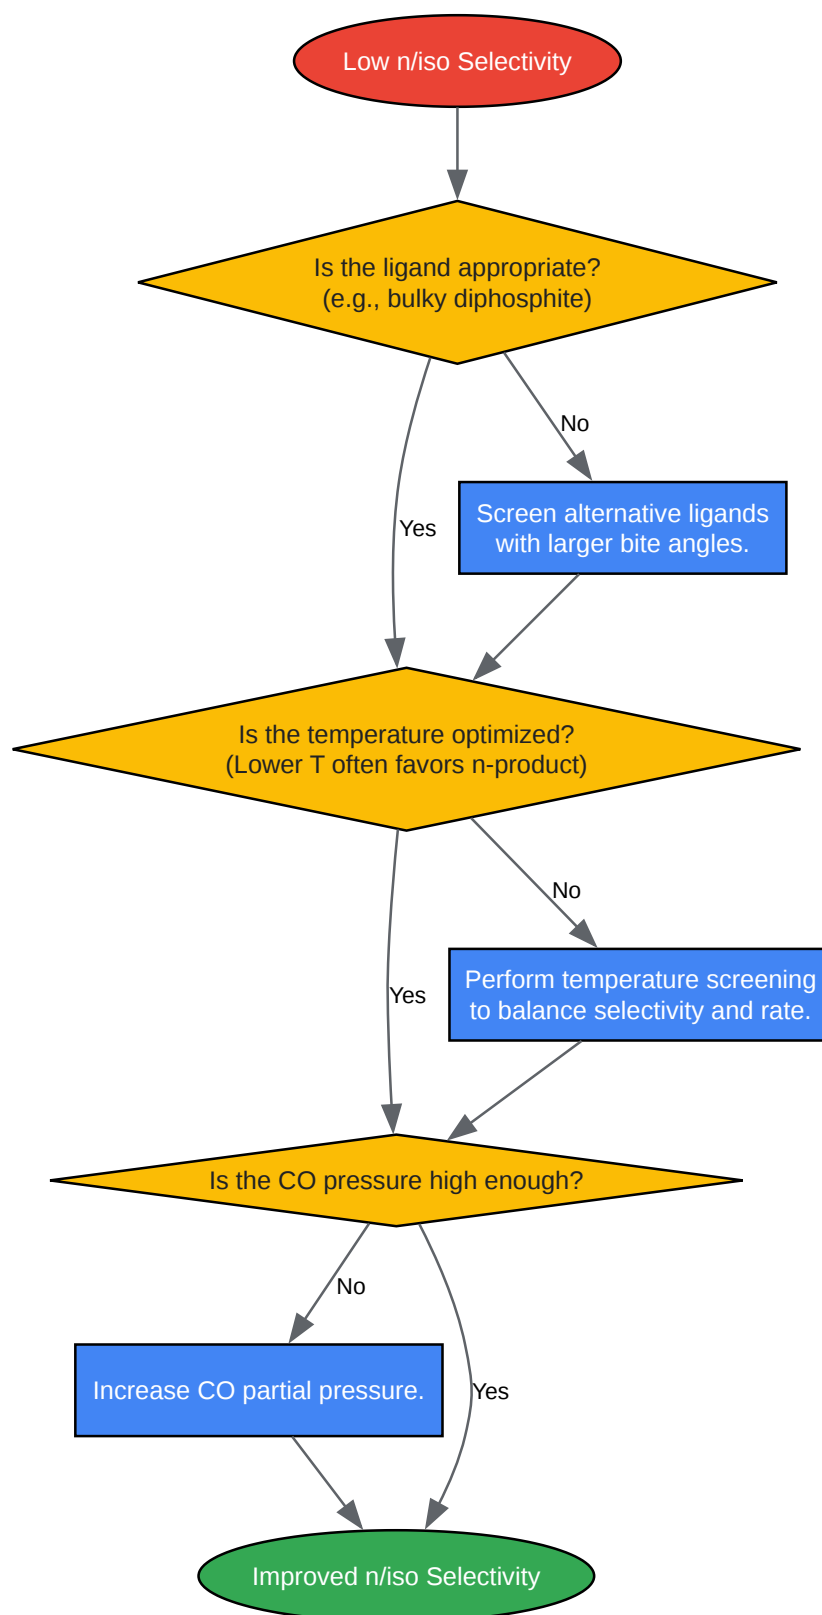 Low n/iso Selectivity
Is the ligand appropriate?
(e.g., bulky diphosphite)
No
Screen alternative ligands
with larger bite angles.
Yes
Is the temperature optimized?
(Lower T often favors n-product)
No
Perform temperature screening
to balance selectivity and rate.
Yes
Is the CO pressure high enough?
No
Increase CO partial pressure.
Yes
Improved n/iso Selectivity